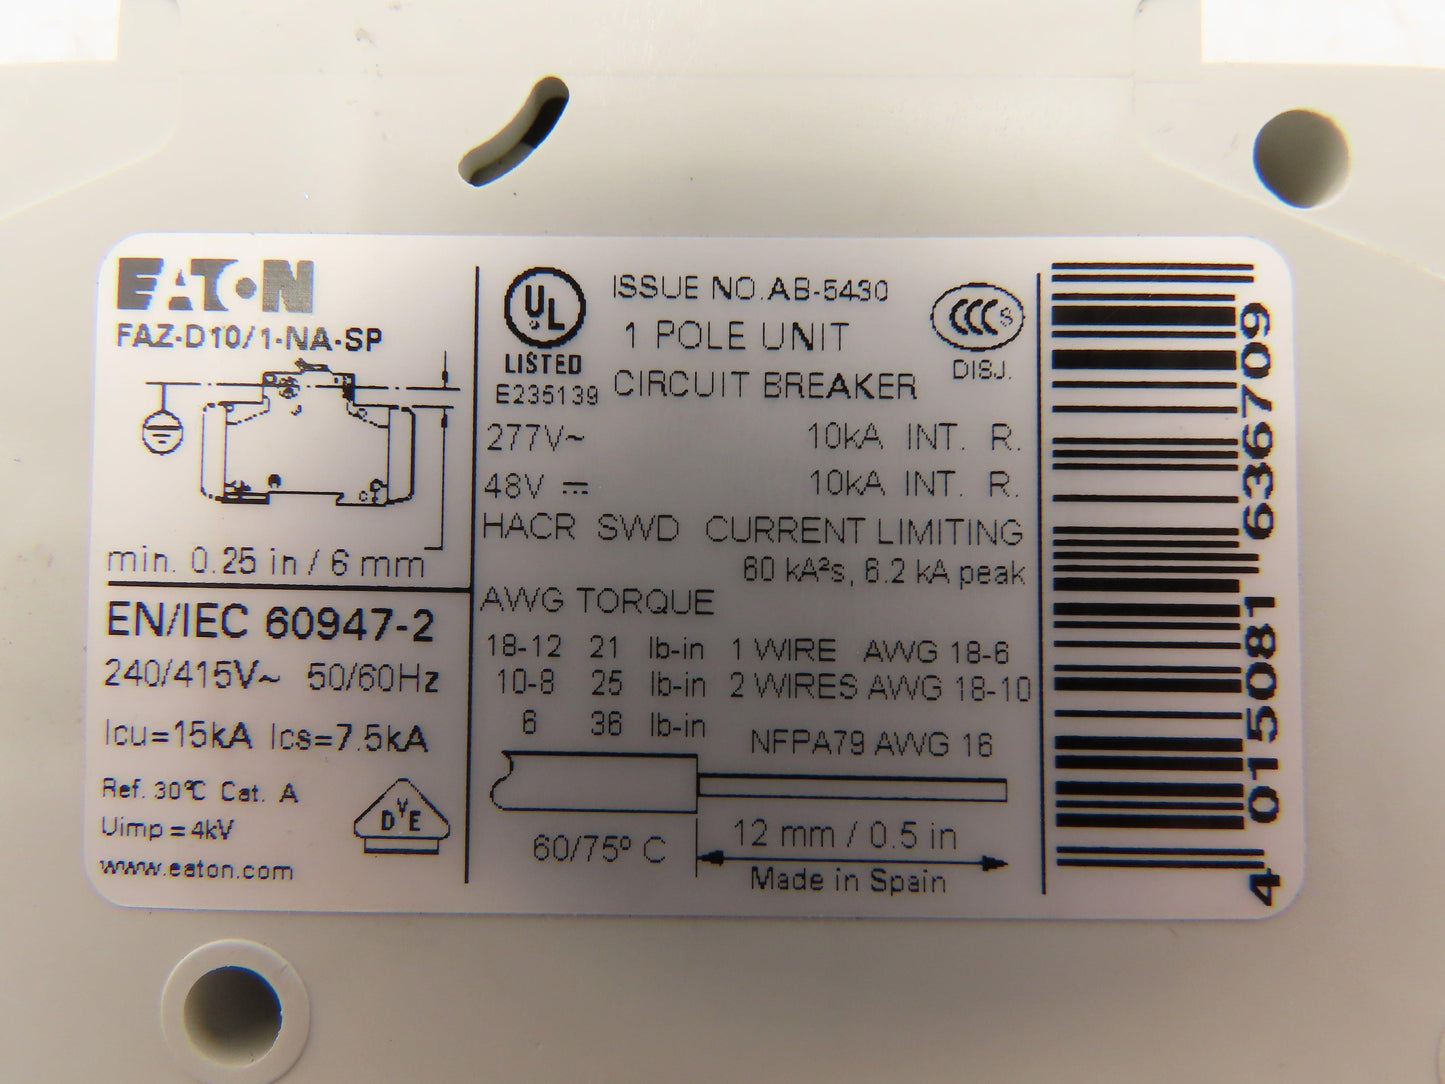 EATON
FAZ-D10/1-NA-SP
min. 0.25 in / 6 mm
EN/IEC 60947-2
240/415V~ 50/60Hz
Icu=15kA Ics=7.5kA
Ref. 30°C Cat. A
Uimp = 4kV
www.eaton.com
DVE
UL
LISTED
E235139
ISSUE NO.AB-5430
1 POLE UNIT
CIRCUIT BREAKER
CCC S
DISJ.
277V~ 10kA INT. R.
48V ⎓ 10kA INT. R.
HACR SWD CURRENT LIMITING
60 kA²s, 6.2 kA peak
AWG TORQUE
18-12 21 lb-in 1 WIRE AWG 18-6
10-8 25 lb-in 2 WIRES AWG 18-10
6 36 lb-in NFPA79 AWG 16
60/75° C
12 mm / 0.5 in
Made in Spain
4 015081 636709